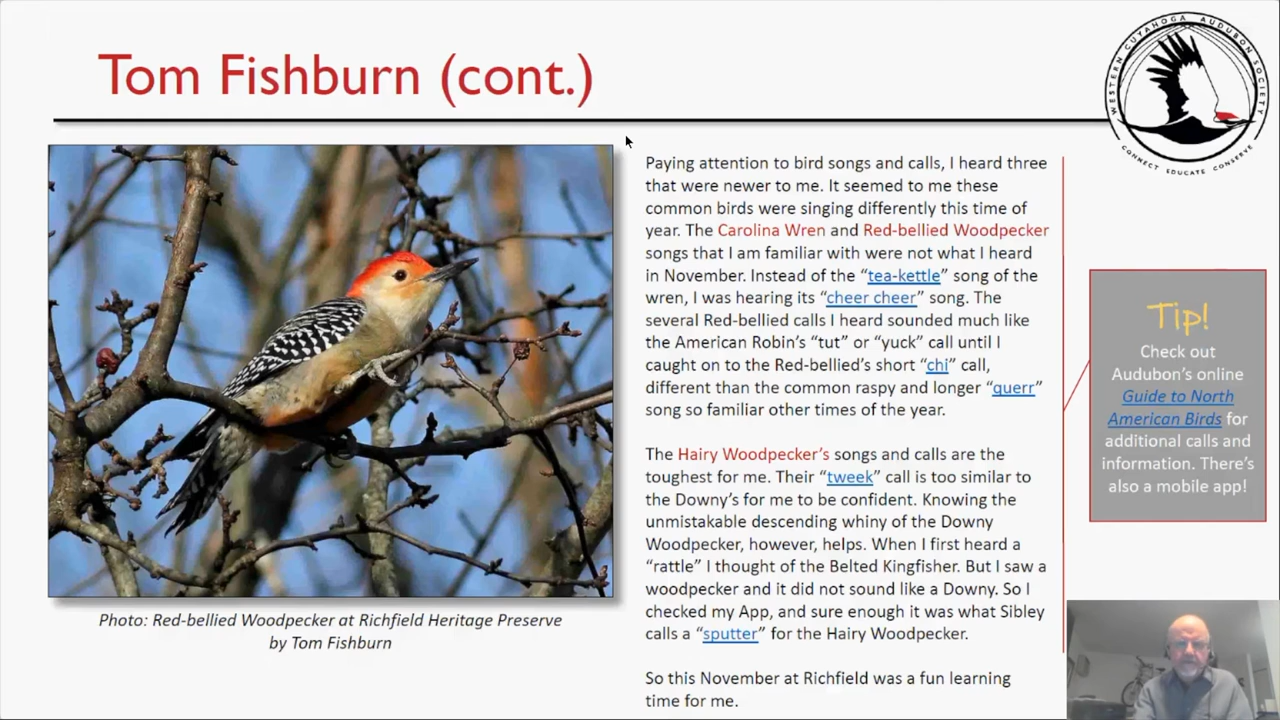 Tom Fishburn (cont.)
WESTERN CUYAHOGA AUDUBON SOCIETY
CONNECT EDUCATE CONSERVE
Paying attention to bird songs and calls, I heard three
that were newer to me. It seemed to me these
common birds were singing differently this time of
year. The Carolina Wren and Red-bellied Woodpecker
songs that I am familiar with were not what I heard
in November. Instead of the “tea-kettle” song of the
wren, I was hearing its “cheer cheer” song. The
several Red-bellied calls I heard sounded much like
the American Robin’s “tut” or “yuck” call until I
caught on to the Red-bellied’s short “chi” call,
different than the common raspy and longer “querr”
song so familiar other times of the year.
The Hairy Woodpecker’s songs and calls are the
toughest for me. Their “tweek” call is too similar to
the Downy’s for me to be confident. Knowing the
unmistakable descending whiny of the Downy
Woodpecker, however, helps. When I first heard a
“rattle” I thought of the Belted Kingfisher. But I saw a
woodpecker and it did not sound like a Downy. So I
checked my App, and sure enough it was what Sibley
calls a “sputter” for the Hairy Woodpecker.
So this November at Richfield was a fun learning
time for me.
Tip!
Check out
Audubon’s online
Guide to North
American Birds for
additional calls and
information. There’s
also a mobile app!
Photo: Red-bellied Woodpecker at Richfield Heritage Preserve
by Tom Fishburn